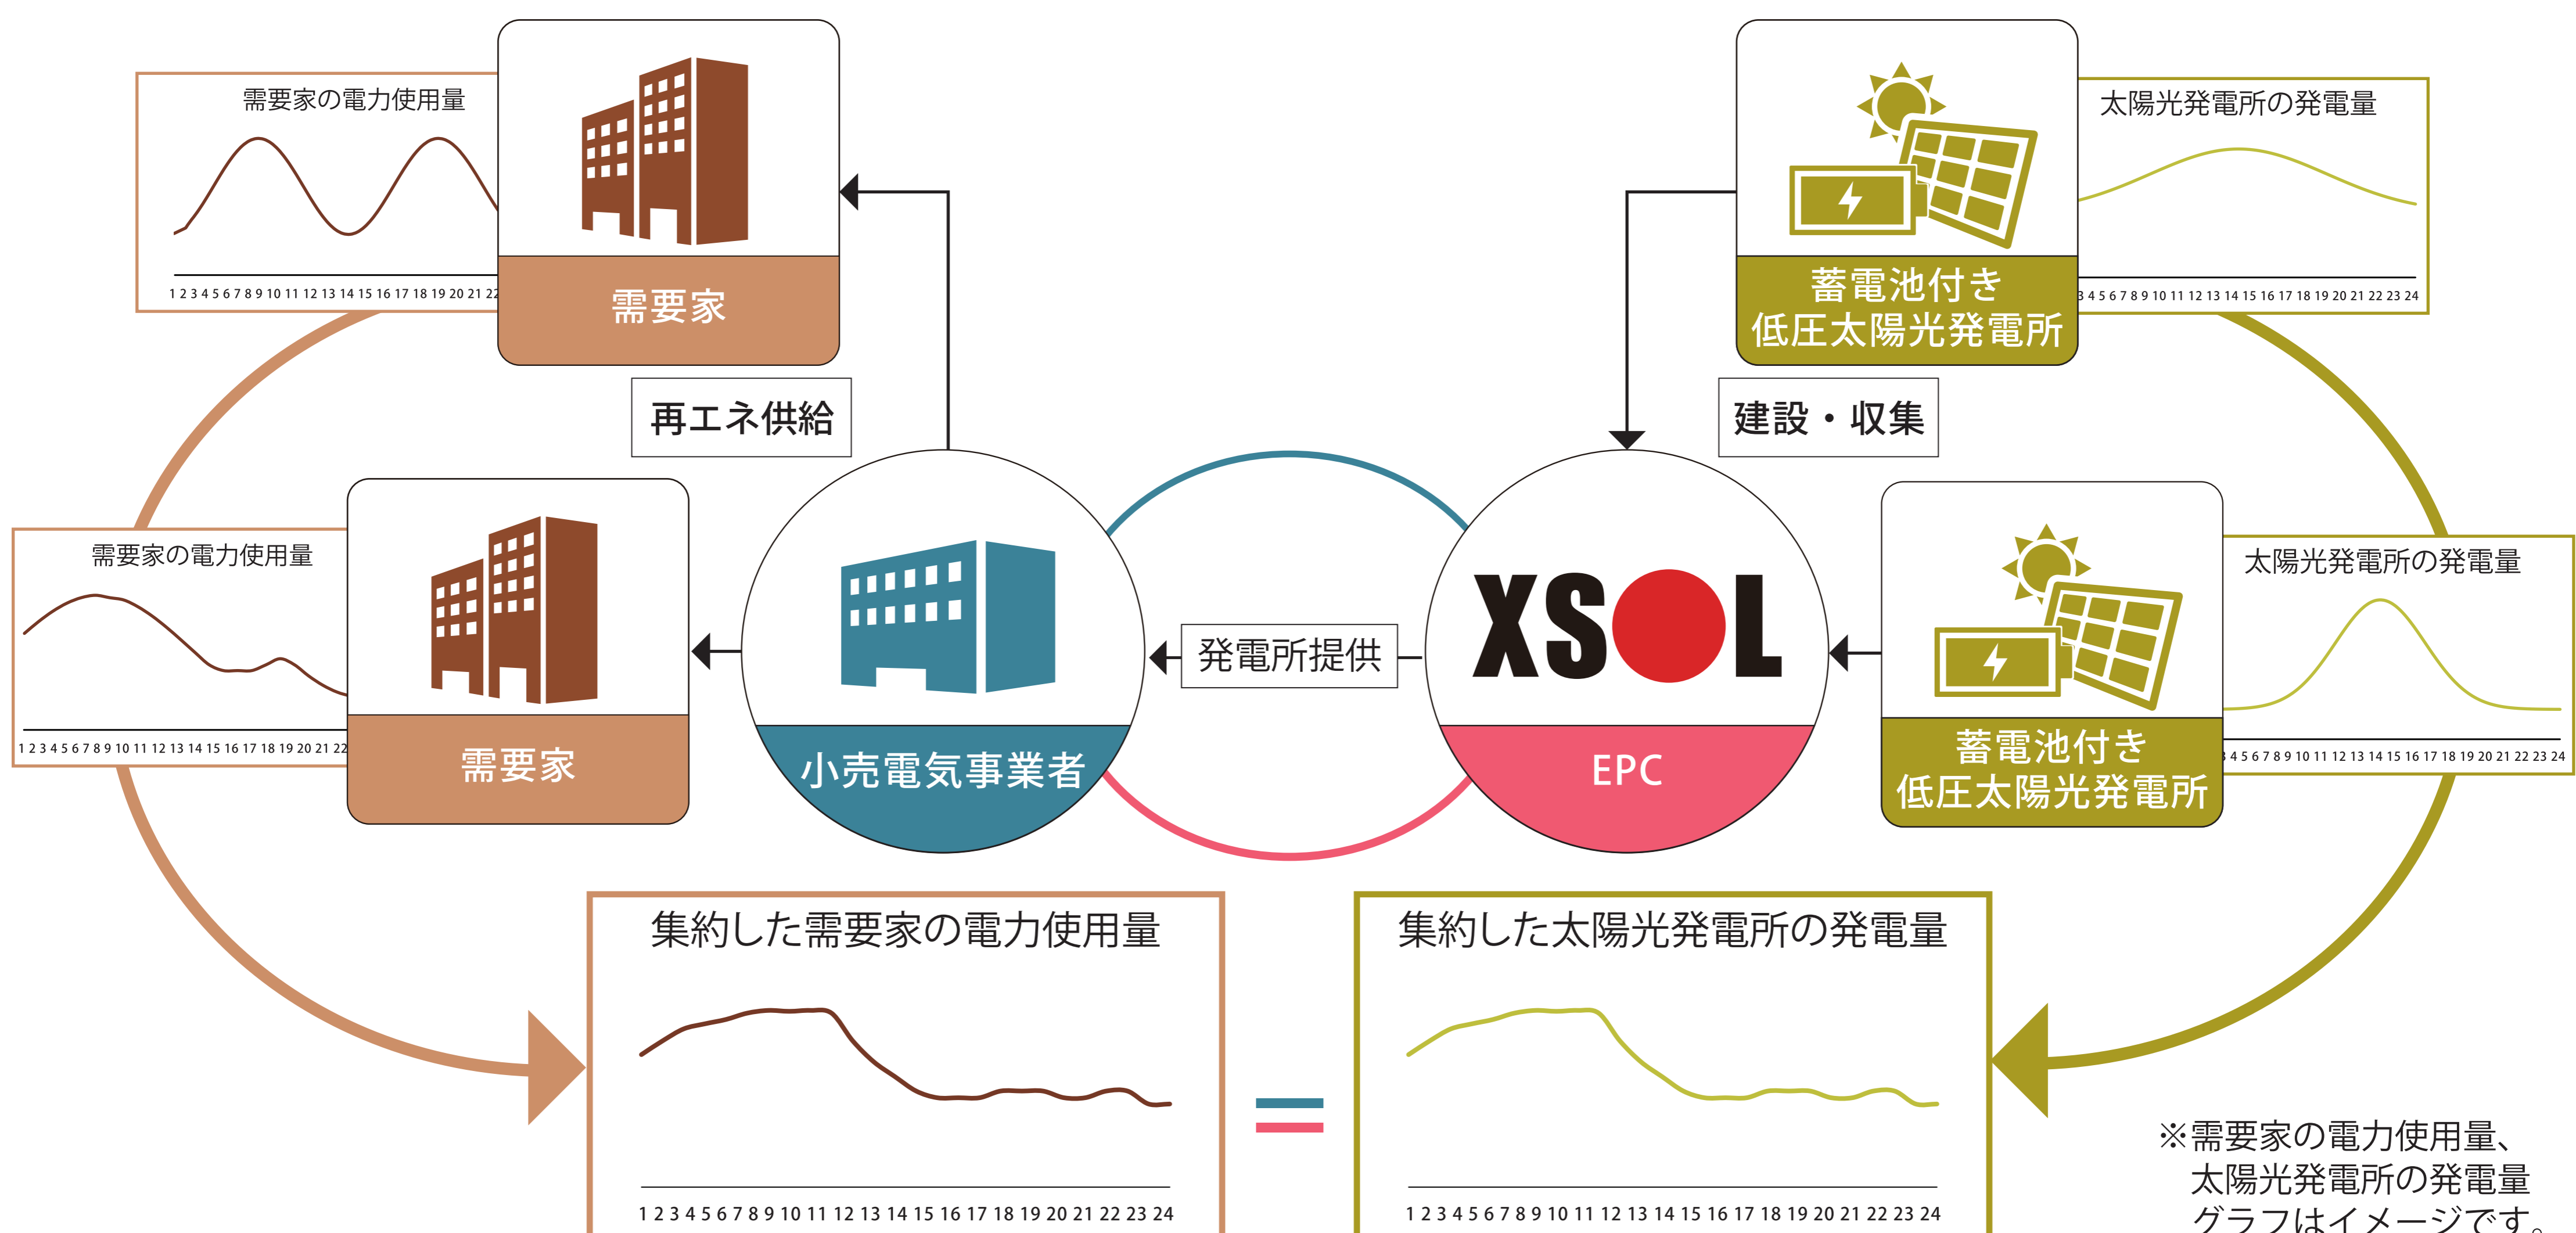 需要家の電力使用量
1 2 3 4 5 6 7 8 9 10 11 12 13 14 15 16 17 18 19 20 21 22
需要家
太陽光発電所の発電量
3 4 5 6 7 8 9 10 11 12 13 14 15 16 17 18 19 20 21 22 23 24
蓄電池付き
低圧太陽光発電所
再エネ供給
建設・収集
需要家の電力使用量
1 2 3 4 5 6 7 8 9 10 11 12 13 14 15 16 17 18 19 20 21 22
需要家
小売電気事業者
発電所提供
XSOL
EPC
蓄電池付き
低圧太陽光発電所
太陽光発電所の発電量
3 4 5 6 7 8 9 10 11 12 13 14 15 16 17 18 19 20 21 22 23 24
集約した需要家の電力使用量
1 2 3 4 5 6 7 8 9 10 11 12 13 14 15 16 17 18 19 20 21 22 23 24
=
集約した太陽光発電所の発電量
1 2 3 4 5 6 7 8 9 10 11 12 13 14 15 16 17 18 19 20 21 22 23 24
※需要家の電力使用量、
太陽光発電所の発電量
グラフはイメージです。